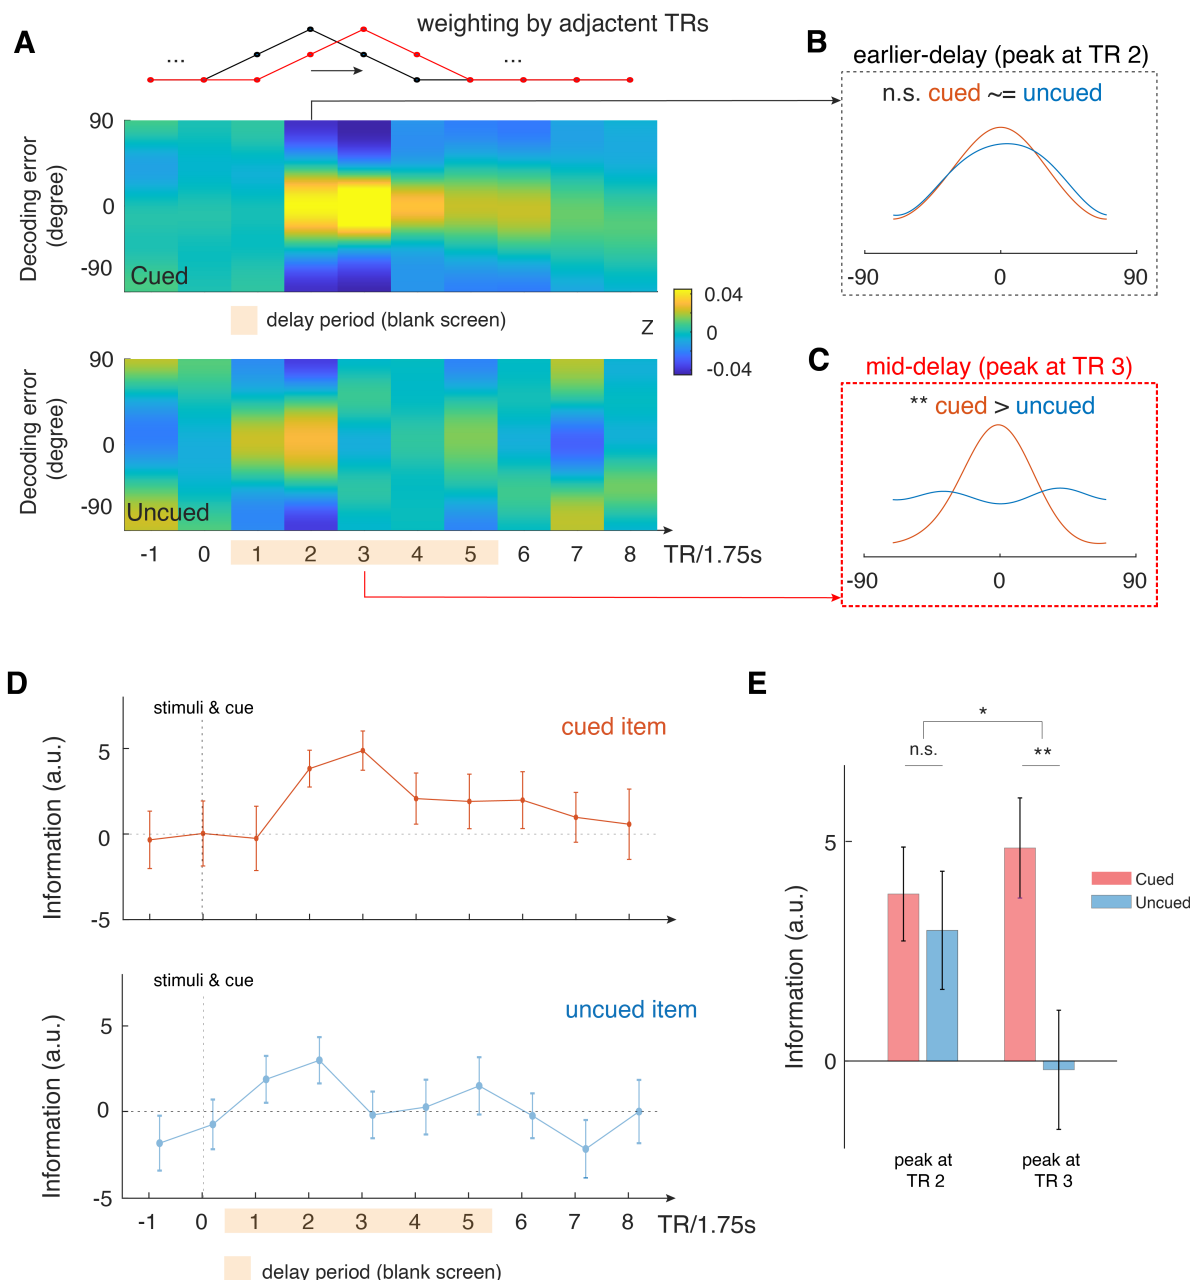 A
weighting by adjactent TRs
...
...
90
0
-90
Decoding error
(degree)
Cued
delay period (blank screen)
z
0.04
0
-0.04
90
0
-90
Decoding error
(degree)
Uncued
-1 0 1 2 3 4 5 6 7 8 TR/1.75s
B
earlier-delay (peak at TR 2)
n.s. cued ~= uncued
-90 0 90
C
mid-delay (peak at TR 3)
** cued > uncued
-90 0 90
D
stimuli & cue
cued item
Information (a.u.)
5
0
-5
stimuli & cue
uncued item
Information (a.u.)
5
0
-5
-1 0 1 2 3 4 5 6 7 8 TR/1.75s
delay period (blank screen)
E
*
n.s.
**
Information (a.u.)
5
0
Cued
Uncued
peak at
TR 2
peak at
TR 3